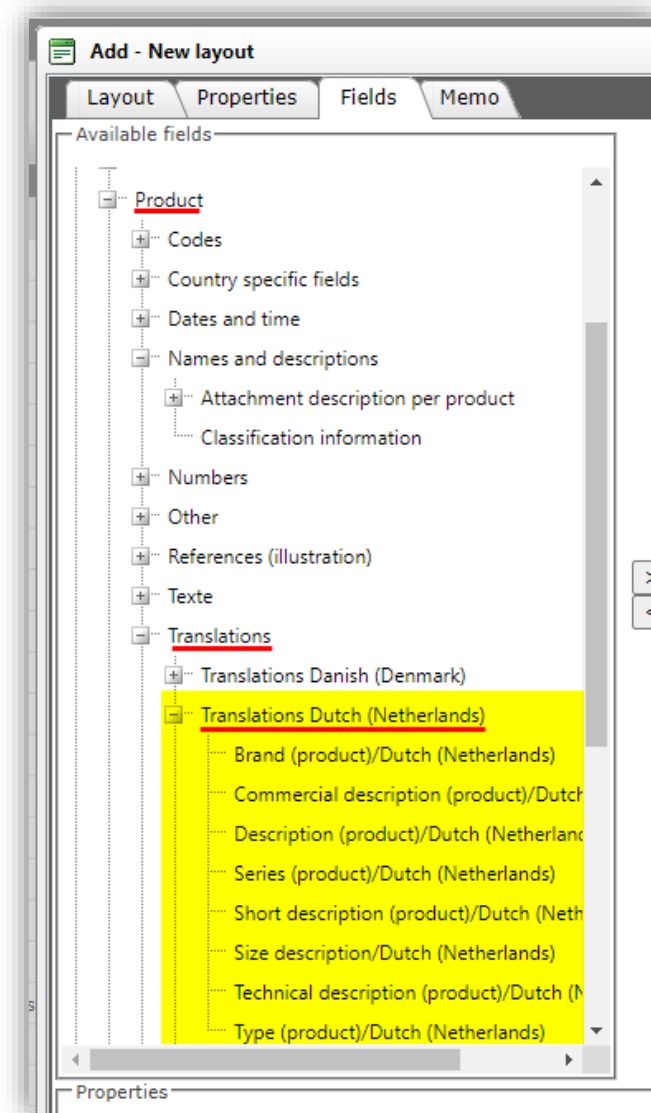 Add - New layout
Layout Properties Fields Memo
Available fields
Product
Codes
Country specific fields
Dates and time
Names and descriptions
Attachment description per product
Classification information
Numbers
Other
References (illustration)
Texte
Translations
Translations Danish (Denmark)
Translations Dutch (Netherlands)
Brand (product)/Dutch (Netherlands)
Commercial description (product)/Dutch
Description (product)/Dutch (Netherland
Series (product)/Dutch (Netherlands)
Short description (product)/Dutch (Neth
Size description/Dutch (Netherlands)
Technical description (product)/Dutch (N
Type (product)/Dutch (Netherlands)
Properties